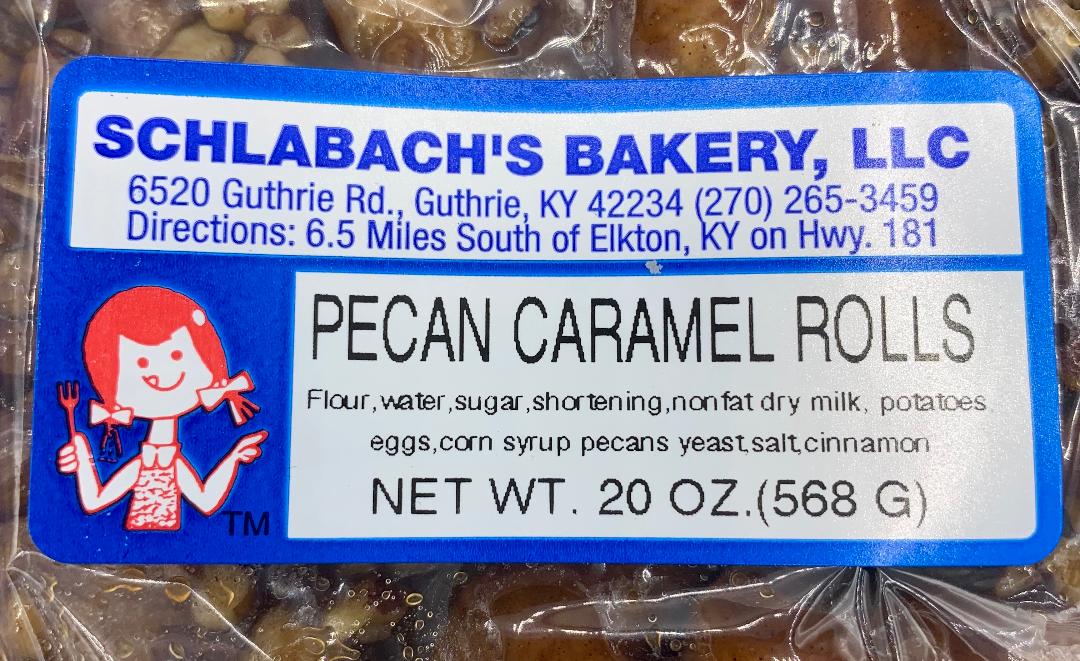 SCHLABACH'S BAKERY, LLC
6520 Guthrie Rd., Guthrie, KY 42234 (270) 265-3459
Directions: 6.5 Miles South of Elkton, KY on Hwy. 181
PECAN CARAMEL ROLLS
Flour,water,sugar,shortening,nonfat dry milk, potatoes
eggs,corn syrup pecans yeast,salt,cinnamon
NET WT. 20 OZ.(568 G)
TM